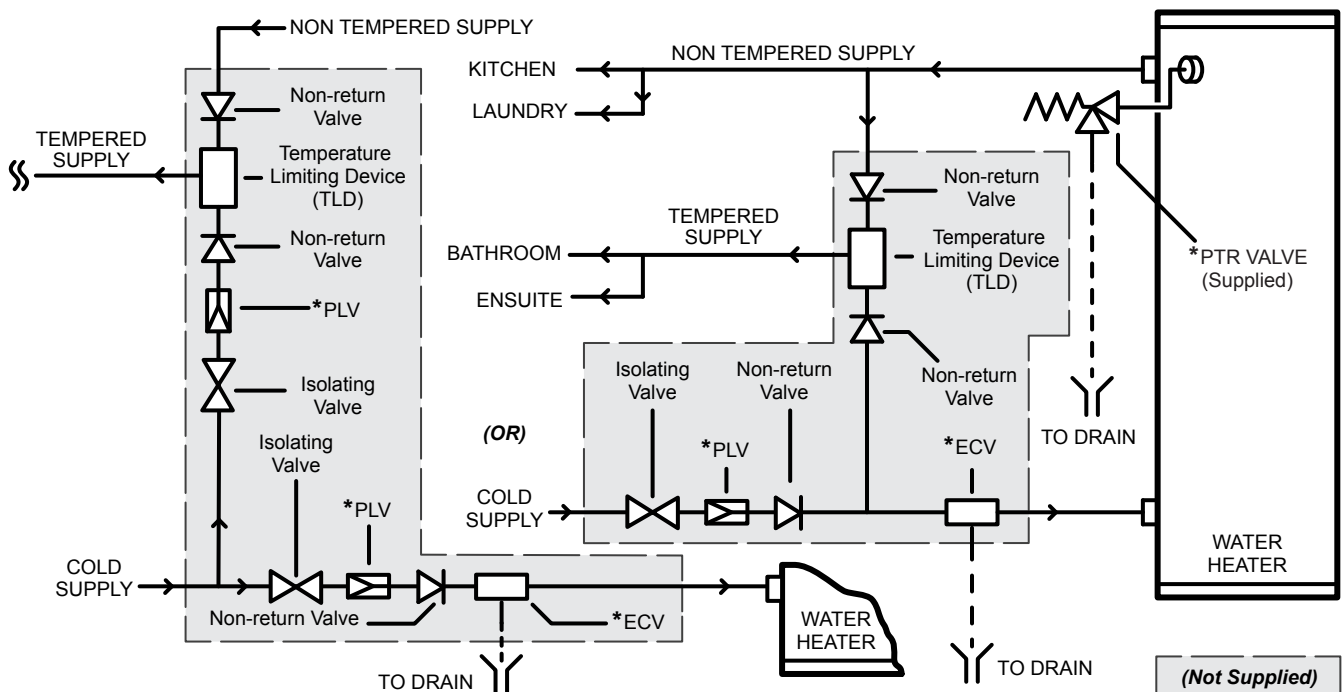 NON TEMPERED SUPPLY
Non-return
Valve
TEMPERED
SUPPLY
Temperature
Limiting Device
(TLD)
Non-return
Valve
*PLV
Isolating
Valve
Isolating
Valve
*PLV
COLD
SUPPLY
Non-return Valve
*ECV
TO DRAIN
WATER
HEATER
(OR)
NON TEMPERED SUPPLY
KITCHEN
LAUNDRY
Non-return
Valve
TEMPERED
SUPPLY
BATHROOM
ENSUITE
Temperature
Limiting Device
(TLD)
*PTR VALVE
(Supplied)
Isolating
Valve
Non-return
Valve
Non-return
Valve
*PLV
*ECV
TO DRAIN
COLD
SUPPLY
WATER
HEATER
TO DRAIN
(Not Supplied)